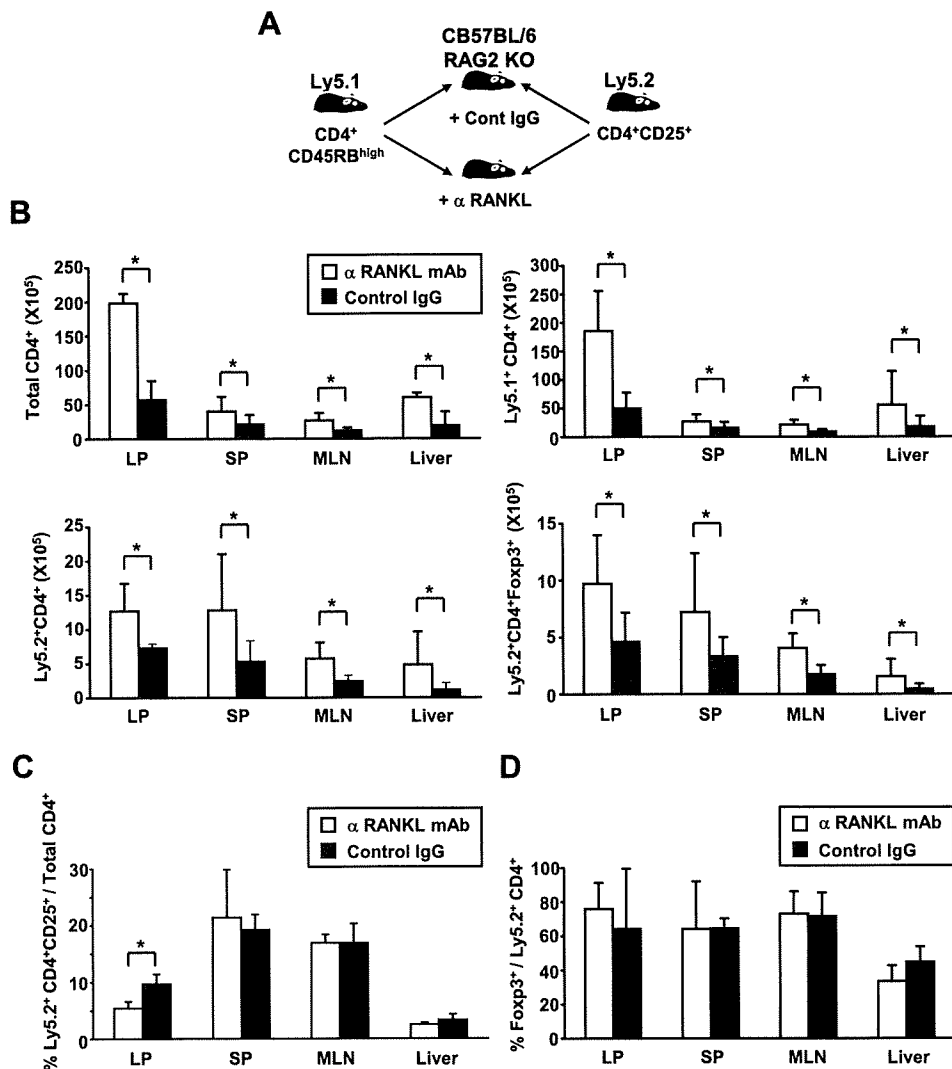 A
CB57BL/6
RAG2 KO
Ly5.1
Ly5.2
+ Cont IgG
CD4+
CD45RBhigh
CD4+CD25+
+ α RANKL
B
α RANKL mAb
Control IgG
Total CD4+ (X10⁵)
250
200
150
100
50
0
*
*
*
*
LP
SP
MLN
Liver
Ly5.1+ CD4+ (X10⁵)
300
250
200
150
100
50
0
*
*
*
*
LP
SP
MLN
Liver
Ly5.2+CD4+ (X10⁵)
25
20
15
10
5
0
*
*
*
*
LP
SP
MLN
Liver
Ly5.2+CD4+Foxp3+ (X10⁵)
15
10
5
0
*
*
*
*
LP
SP
MLN
Liver
C
α RANKL mAb
Control IgG
% Ly5.2+ CD4+CD25+ / Total CD4+
30
20
10
0
*
LP
SP
MLN
Liver
D
α RANKL mAb
Control IgG
% Foxp3+ / Ly5.2+ CD4+
100
80
60
40
20
0
LP
SP
MLN
Liver